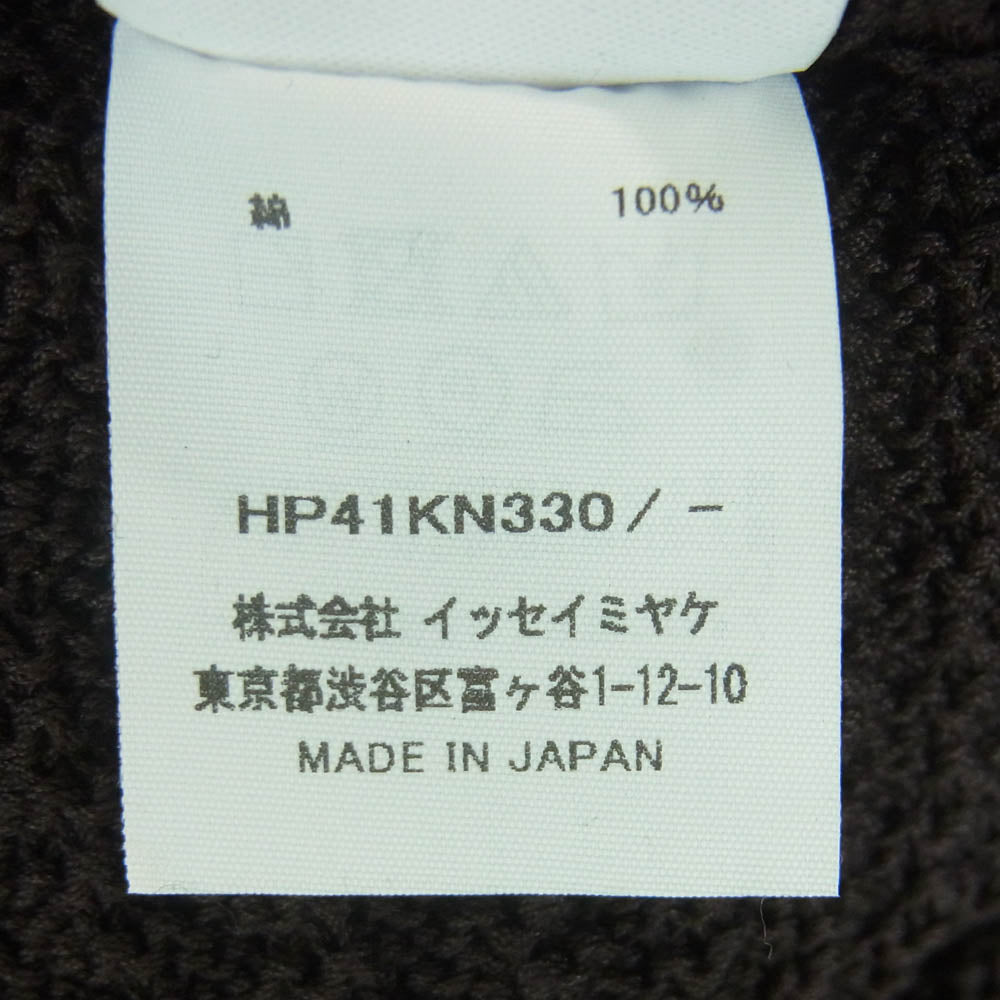 綿 100%
HP41KN330/ -
株式会社 イッセイミヤケ
東京都渋谷区富ヶ谷1-12-10
MADE IN JAPAN